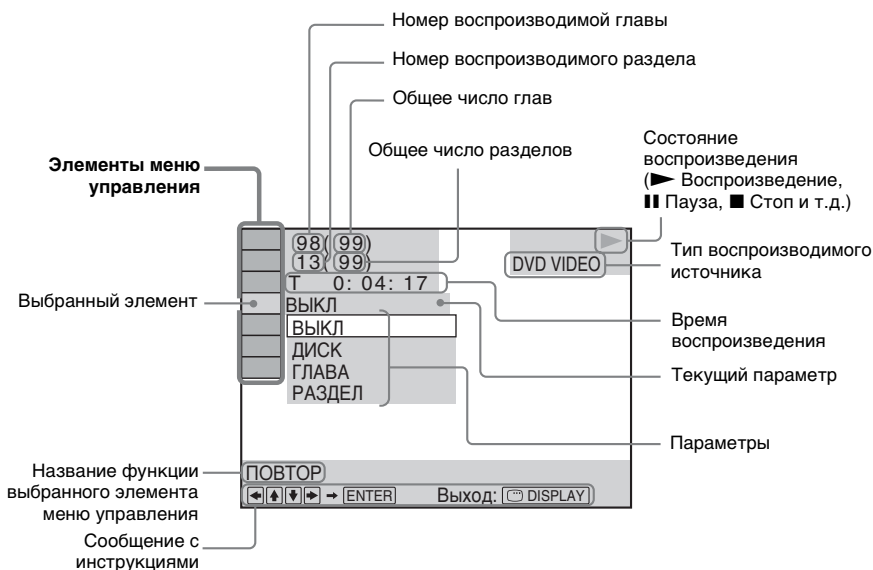 Номер воспроизводимой главы
Номер воспроизводимого раздела
Общее число глав
Общее число разделов
Состояние
воспроизведения
(► Воспроизведение,
II Пауза, ■ Стоп и т.д.)
Элементы меню
управления
98( 99)
13( 99)
DVD VIDEO
Тип воспроизводимого
источника
T 0: 04: 17
Выбранный элемент
ВЫКЛ
ВЫКЛ
ДИСК
ГЛАВА
РАЗДЕЛ
Время
воспроизведения
Текущий параметр
Параметры
Название функции
выбранного элемента
меню управления
ПОВТОР
← ↑ ↓ → → ENTER Выход: DISPLAY
Сообщение с
инструкциями